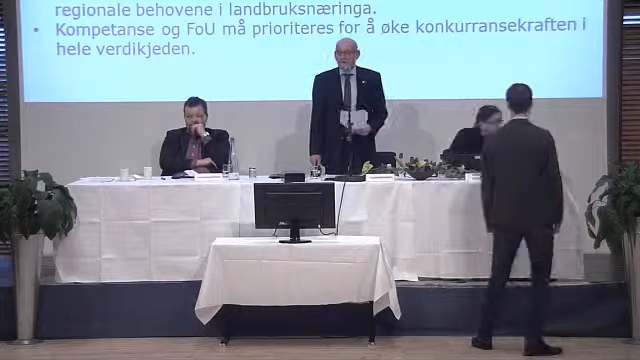 regionale behovene i landbruksnæringa.
• Kompetanse og FoU må prioriteres for å øke konkurransekraften i
hele verdikjeden.